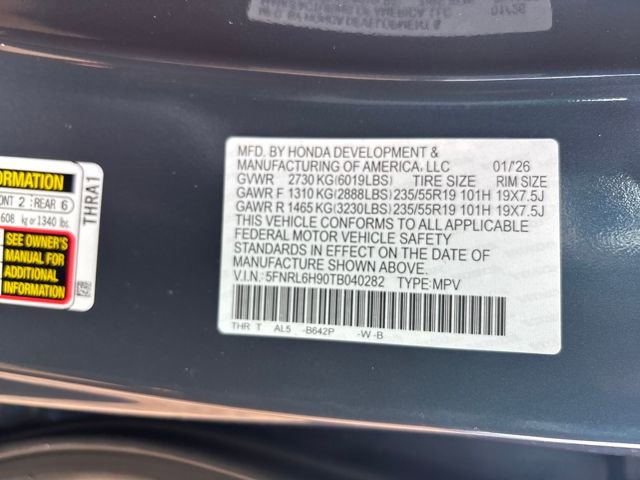 MFD. BY HONDA DEVELOPMENT &
MANUFACTURING OF AMERICA, LLC 01/'26
GVWR 2730 KG(6019LBS) TIRE SIZE RIM SIZE
GAWR F 1310 KG(2888LBS) 235/55R19 101H 19X7.5J
GAWR R 1465 KG(3230LBS) 235/55R19 101H 19X7.5J
THIS VEHICLE CONFORMS TO ALL APPLICABLE
FEDERAL MOTOR VEHICLE SAFETY
STANDARDS IN EFFECT ON THE DATE OF
MANUFACTURE SHOWN ABOVE.
V.I.N.: 5FNRL6H90TB040282 TYPE:MPV
THR T AL5 -B642P -W -B
ORMATION
ONT 2 : REAR 6
608 kg or 1340 lbs.
SEE OWNER'S
MANUAL FOR
ADDITIONAL
INFORMATION
THRA1